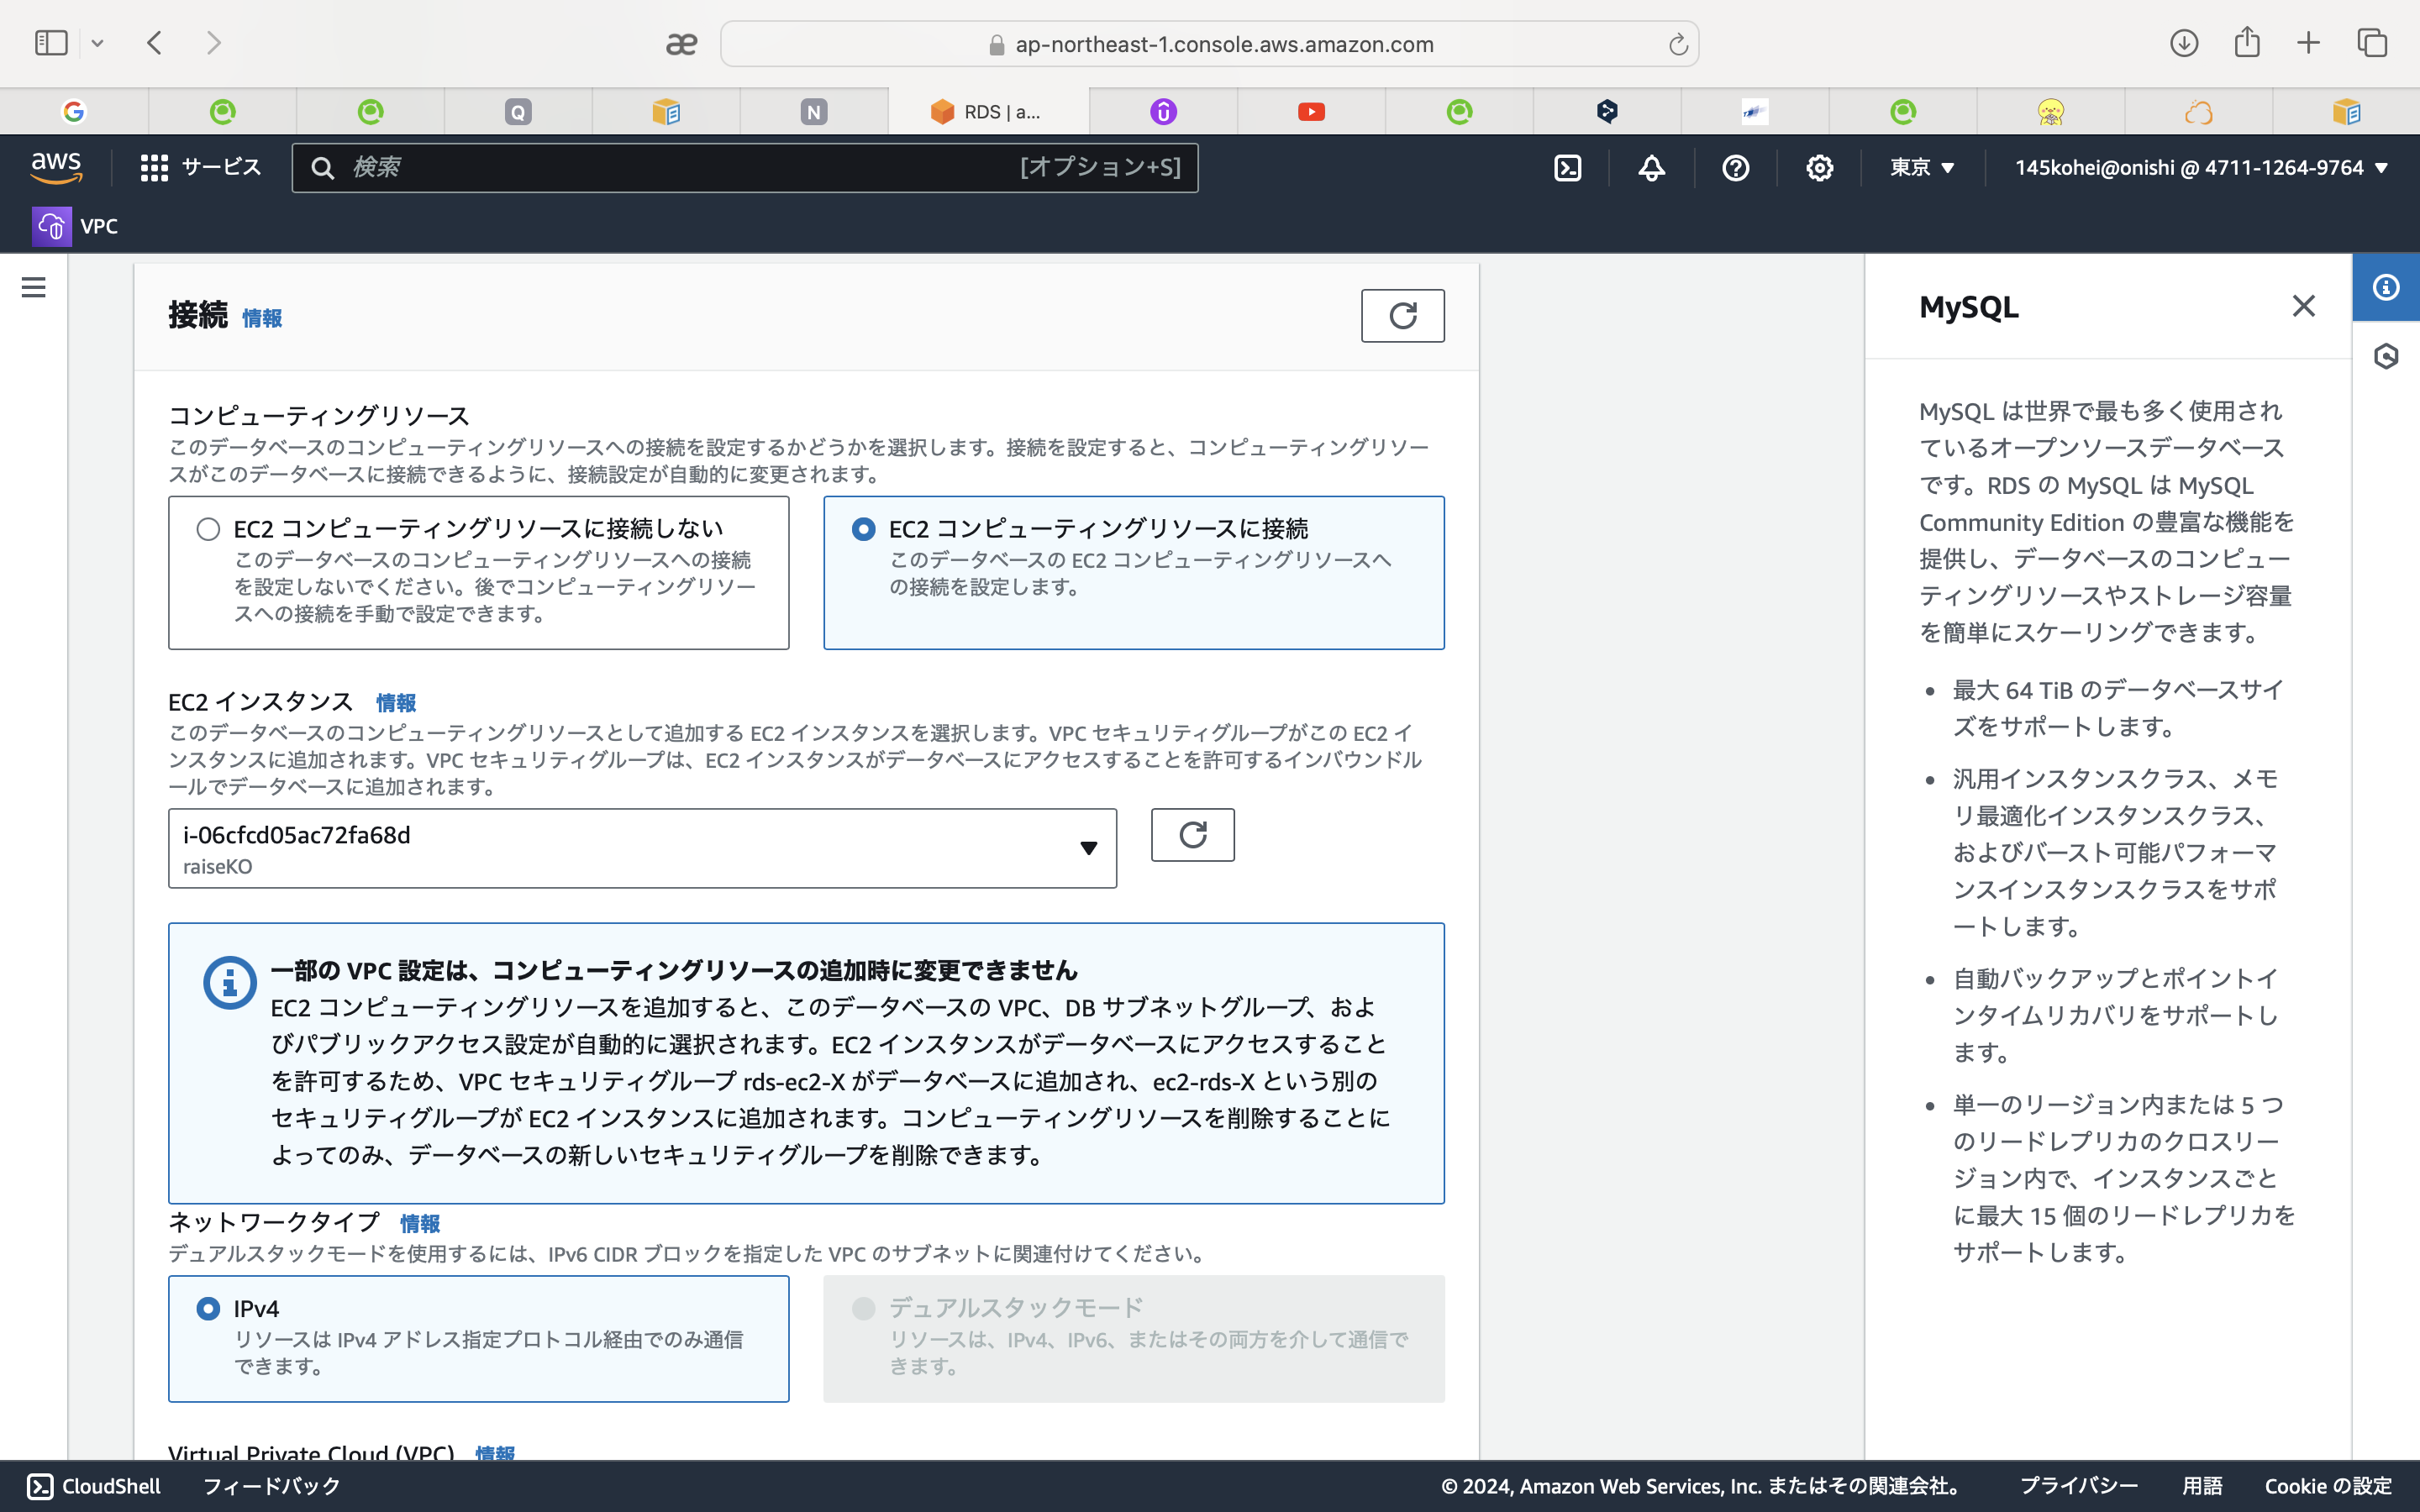 ap-northeast-1.console.aws.amazon.com
Q
N
RDS | a...
aws
サービス
検索
[オプション+S]
東京
145kohei@onishi @ 4711-1264-9764
VPC
接続 情報
コンピューティングリソース
このデータベースのコンピューティングリソースへの接続を設定するかどうかを選択します。接続を設定すると、コンピューティングリソー
スがこのデータベースに接続できるように、接続設定が自動的に変更されます。
EC2 コンピューティングリソースに接続しない
このデータベースのコンピューティングリソースへの接続
を設定しないでください。後でコンピューティングリソー
スへの接続を手動で設定できます。
EC2 コンピューティングリソースに接続
このデータベースの EC2 コンピューティングリソースへ
の接続を設定します。
EC2 インスタンス 情報
このデータベースのコンピューティングリソースとして追加する EC2 インスタンスを選択します。VPC セキュリティグループがこの EC2 イ
ンスタンスに追加されます。VPC セキュリティグループは、EC2 インスタンスがデータベースにアクセスすることを許可するインバウンドル
ールでデータベースに追加されます。
i-06cfcd05ac72fa68d
raiseKO
一部の VPC 設定は、コンピューティングリソースの追加時に変更できません
EC2 コンピューティングリソースを追加すると、このデータベースの VPC、DB サブネットグループ、およ
びパブリックアクセス設定が自動的に選択されます。EC2 インスタンスがデータベースにアクセスすること
を許可するため、VPC セキュリティグループ rds-ec2-X がデータベースに追加され、ec2-rds-X という別の
セキュリティグループが EC2 インスタンスに追加されます。コンピューティングリソースを削除することに
よってのみ、データベースの新しいセキュリティグループを削除できます。
ネットワークタイプ 情報
デュアルスタックモードを使用するには、IPv6 CIDR ブロックを指定した VPC のサブネットに関連付けてください。
IPv4
リソースは IPv4 アドレス指定プロトコル経由でのみ通信
できます。
デュアルスタックモード
リソースは、IPv4、IPv6、またはその両方を介して通信で
きます。
Virtual Private Cloud (VPC) 情報
MySQL
MySQL は世界で最も多く使用され
ているオープンソースデータベース
です。RDS の MySQL は MySQL
Community Edition の豊富な機能を
提供し、データベースのコンピュー
ティングリソースやストレージ容量
を簡単にスケーリングできます。
最大 64 TiB のデータベースサイ
ズをサポートします。
汎用インスタンスクラス、メモ
リ最適化インスタンスクラス、
およびバースト可能パフォーマ
ンスインスタンスクラスをサポ
ートします。
自動バックアップとポイントイ
ンタイムリカバリをサポートし
ます。
単一のリージョン内または 5 つ
のリードレプリカのクロスリー
ジョン内で、インスタンスごと
に最大 15 個のリードレプリカを
サポートします。
CloudShell
フィードバック
© 2024, Amazon Web Services, Inc. またはその関連会社。
プライバシー
用語
Cookie の設定